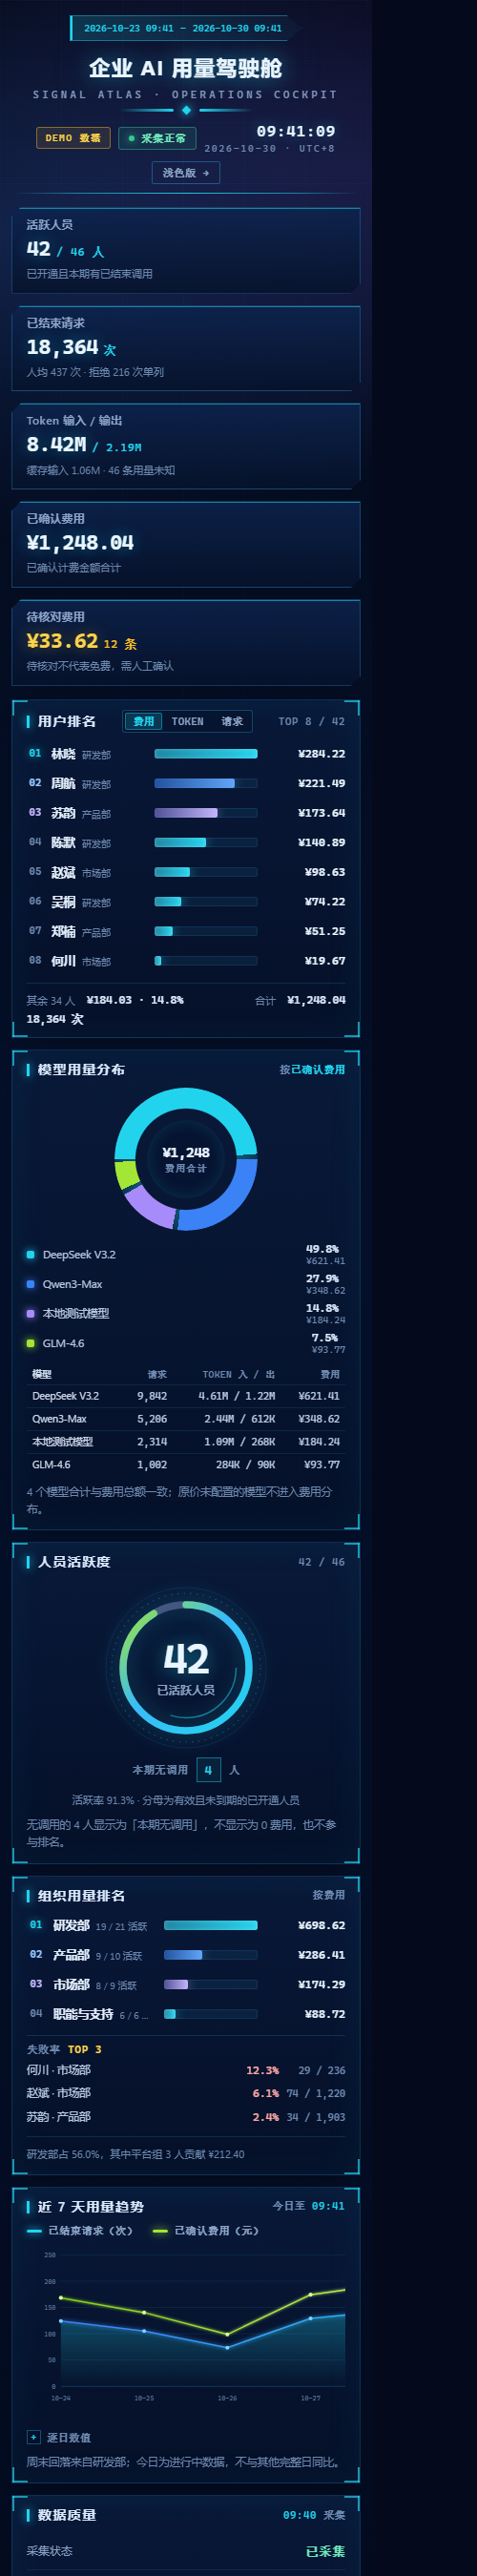 2026-10-23 09:41 – 2026-10-30 09:41
企业 AI 用量驾驶舱
SIGNAL ATLAS · OPERATIONS COCKPIT
DEMO 数据
采集正常
09:41:09
2026-10-30 · UTC+8
浅色版 →
活跃人员
42 / 46 人
已开通且本期有已结束调用
已结束请求
18,364 次
人均 437 次 · 拒绝 216 次单列
Token 输入 / 输出
8.42M / 2.19M
缓存输入 1.06M · 46 条用量未知
已确认费用
¥1,248.04
已确认计费金额合计
待核对费用
¥33.62 12 条
待核对不代表免费，需人工确认
用户排名 费用 TOKEN 请求 TOP 8 / 42
01 林晓 研发部 ¥284.22
02 周航 研发部 ¥221.49
03 苏韵 产品部 ¥173.64
04 陈默 研发部 ¥140.89
05 赵斌 市场部 ¥98.63
06 吴桐 研发部 ¥74.22
07 郑楠 产品部 ¥51.25
08 何川 市场部 ¥19.67
其余 34 人 ¥184.03 · 14.8% 合计 ¥1,248.04
18,364 次
模型用量分布 按已确认费用
¥1,248
费用合计
DeepSeek V3.2 49.8%
¥621.41
Qwen3-Max 27.9%
¥348.62
本地测试模型 14.8%
¥184.24
GLM-4.6 7.5%
¥93.77
模型 请求 TOKEN 入 / 出 费用
DeepSeek V3.2 9,842 4.61M / 1.22M ¥621.41
Qwen3-Max 5,206 2.44M / 612K ¥348.62
本地测试模型 2,314 1.09M / 268K ¥184.24
GLM-4.6 1,002 284K / 90K ¥93.77
4 个模型合计与费用总额一致；原价未配置的模型不进入费用分
布。
人员活跃度 42 / 46
42
已活跃人员
本期无调用 4 人
活跃率 91.3% · 分母为有效且未到期的已开通人员
无调用的 4 人显示为「本期无调用」，不显示为 0 费用，也不参
与排名。
组织用量排名 按费用
01 研发部 19 / 21 活跃 ¥698.62
02 产品部 9 / 10 活跃 ¥286.41
03 市场部 8 / 9 活跃 ¥174.29
04 职能与支持 6 / 6 … ¥88.72
失败率 TOP 3
何川 · 市场部 12.3% 29 / 236
赵斌 · 市场部 6.1% 74 / 1,220
苏韵 · 产品部 2.4% 34 / 1,903
研发部占 56.0%，其中平台组 3 人贡献 ¥212.40
近 7 天用量趋势 今日至 09:41
已结束请求（次） 已确认费用（元）
250
200
150
100
50
0
10-24 10-25 10-26 10-27
+ 逐日数值
周末回落来自研发部；今日为进行中数据，不与其他完整日同比。
数据质量 09:40 采集
采集状态 已采集